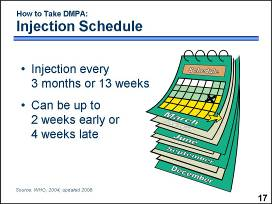 How to Take DMPA:
Injection Schedule
• Injection every
3 months or 13 weeks
• Can be up to
2 weeks early or
4 weeks late
Schedule
March
June
September
December
Source: WHO, 2004; updated 2008.
17